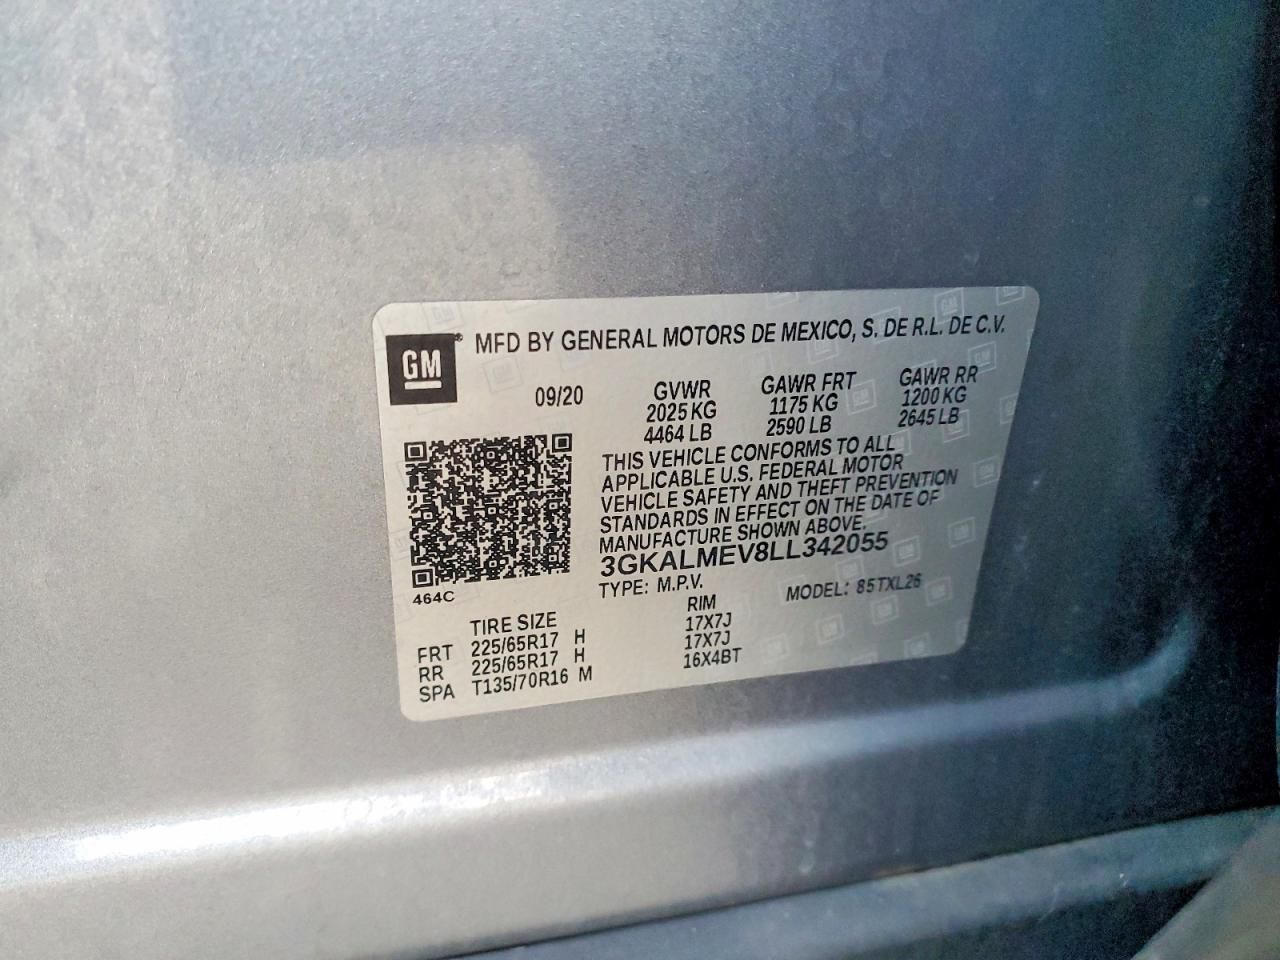 GM® MFD BY GENERAL MOTORS DE MEXICO, S. DE R.L. DE C.V.
09/20 GVWR GAWR FRT GAWR RR
2025 KG 1175 KG 1200 KG
4464 LB 2590 LB 2645 LB
THIS VEHICLE CONFORMS TO ALL
APPLICABLE U.S. FEDERAL MOTOR
VEHICLE SAFETY AND THEFT PREVENTION
STANDARDS IN EFFECT ON THE DATE OF
MANUFACTURE SHOWN ABOVE.
3GKALMEV8LL342055
464C TYPE: M.P.V. MODEL: 85TXL26
TIRE SIZE RIM
FRT 225/65R17 H 17X7J
RR 225/65R17 H 17X7J
SPA T135/70R16 M 16X4BT